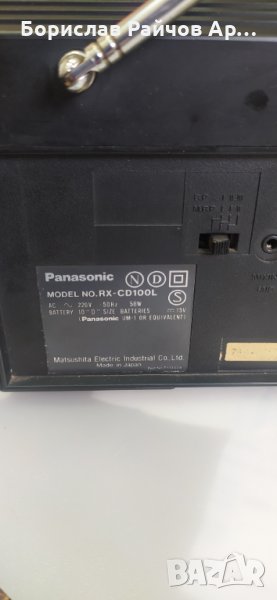 Борислав Райчов Ар...
Panasonic N D S
MODEL NO. RX-CD100L
AC ~ 220V 50Hz 58W
BATTERY 10 "D" SIZE BATTERIES ⎓ 15V
(Panasonic UM-1 OR EQUIVALENT)
Matsushita Electric Industrial Co., Ltd.
Made in Japan
BAZAR